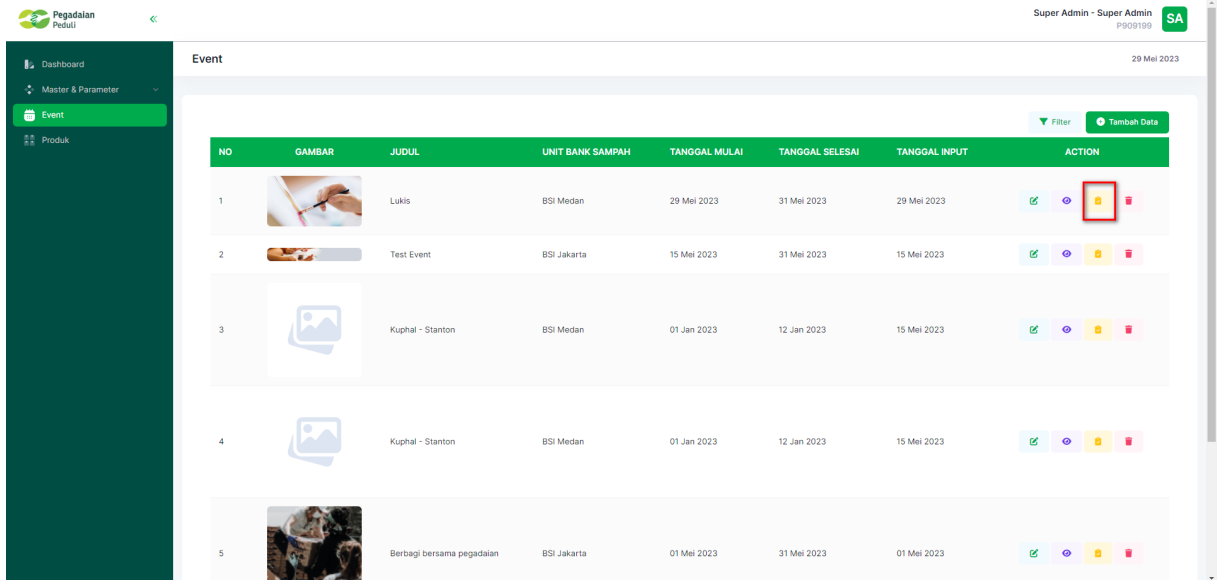 Pegadaian
Peduli
Super Admin - Super Admin
P909199
SA
Dashboard
Master & Parameter
Event
Produk
Event
29 Mei 2023
Filter
Tambah Data
NO GAMBAR JUDUL UNIT BANK SAMPAH TANGGAL MULAI TANGGAL SELESAI TANGGAL INPUT ACTION
1 Lukis BSI Medan 29 Mei 2023 31 Mei 2023 29 Mei 2023
2 Test Event BSI Jakarta 15 Mei 2023 31 Mei 2023 15 Mei 2023
3 Kuphal - Stanton BSI Medan 01 Jan 2023 12 Jan 2023 15 Mei 2023
4 Kuphal - Stanton BSI Medan 01 Jan 2023 12 Jan 2023 15 Mei 2023
5 Berbagi bersama pegadaian BSI Jakarta 01 Mei 2023 31 Mei 2023 01 Mei 2023